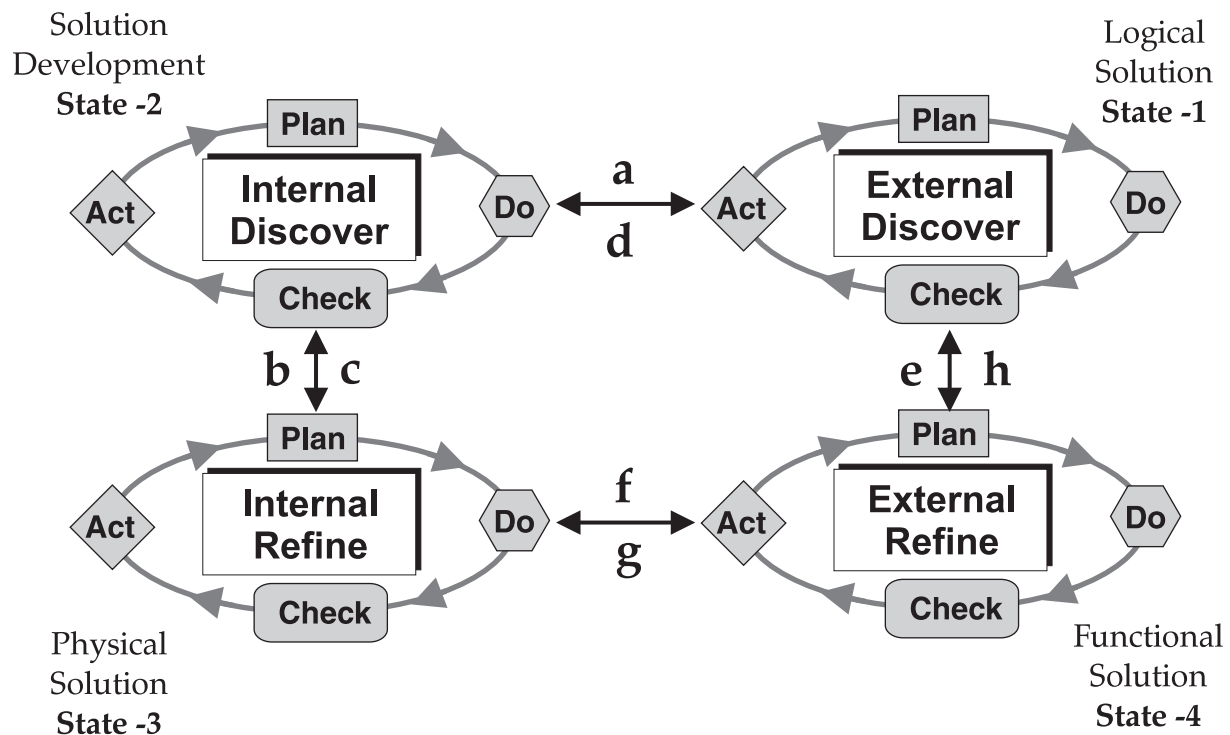 Solution
Development
State -2
Logical
Solution
State -1
Plan
Act
Internal
Discover
Do
Check
a
d
Plan
Act
External
Discover
Do
Check
b
c
e
h
Plan
Act
Internal
Refine
Do
Check
f
g
Plan
Act
External
Refine
Do
Check
Physical
Solution
State -3
Functional
Solution
State -4